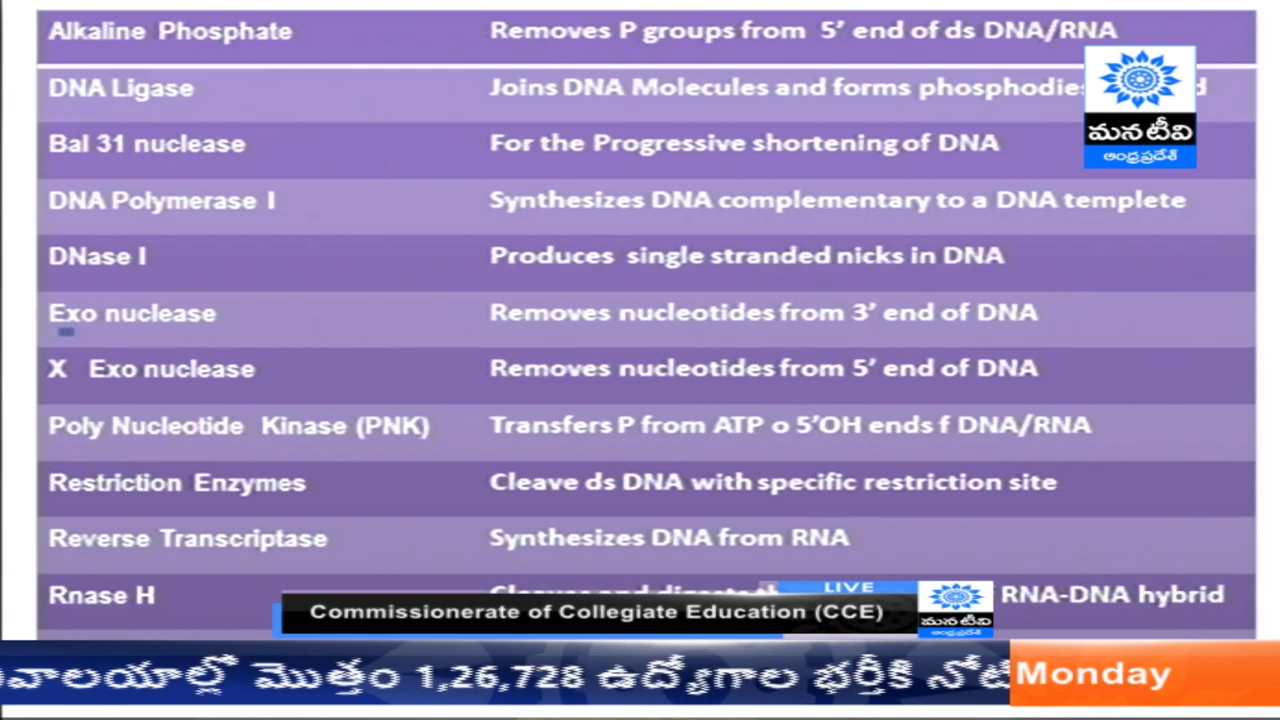 Alkaline Phosphate Removes P groups from 5’ end of ds DNA/RNA
DNA Ligase Joins DNA Molecules and forms
Bal 31 nuclease For the Progressive shortening of DNA
DNA Polymerase I Synthesizes DNA complementary to a DNA templete
DNase I Produces single stranded nicks in DNA
Exo nuclease Removes nucleotides from 3’ end of DNA
X Exo nuclease Removes nucleotides from 5’ end of DNA
Poly Nucleotide Kinase (PNK) Transfers P from ATP o 5’OH ends f DNA/RNA
Restriction Enzymes Cleave ds DNA with specific restriction site
Reverse Transcriptase Synthesizes DNA from RNA
Rnase H RNA-DNA hybrid
మన టీవి
ఆంధ్రప్రదేశ్
LIVE
Commissionerate of Collegiate Education (CCE)
మన టీవి
ఆంధ్రప్రదేశ్
మొత్తం 1,26,728 ఉద్యోగాల భర్తీకి
Monday